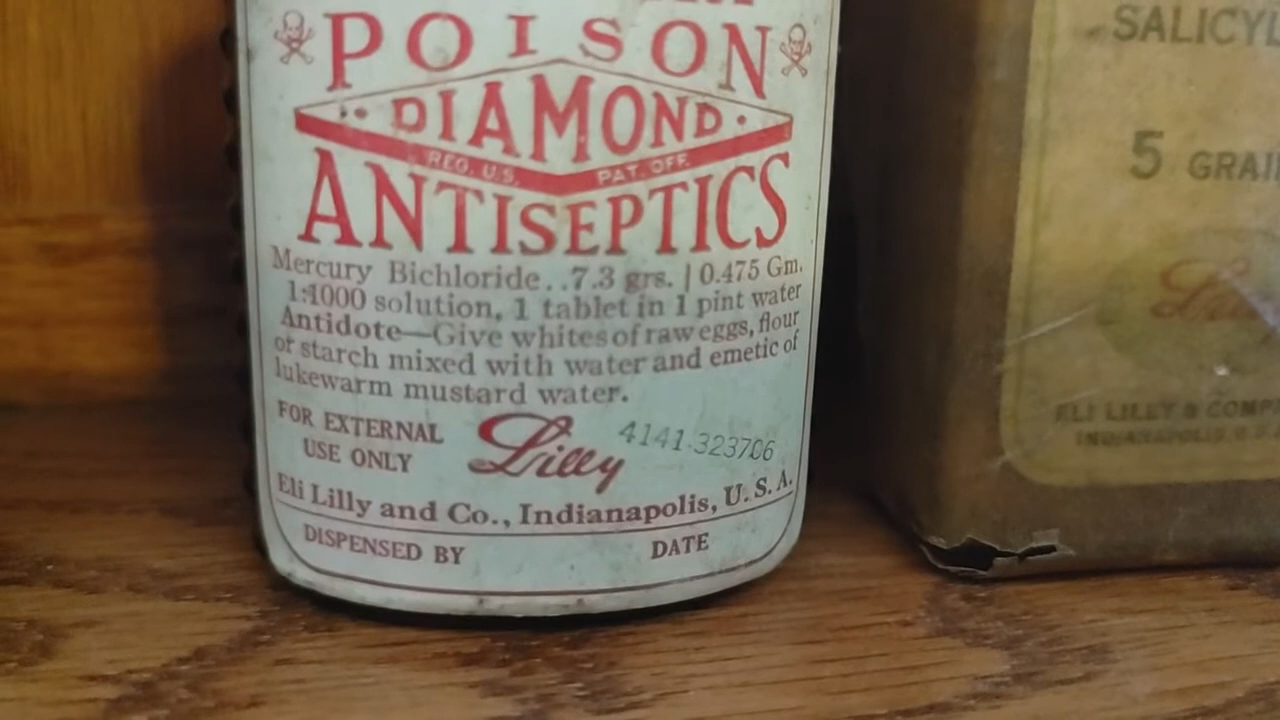 POISON
DIAMOND
REG. U.S. PAT. OFF.
ANTISEPTICS
Mercury Bichloride..7.3 grs. | 0.475 Gm.
1:1000 solution, 1 tablet in 1 pint water
Antidote—Give whites of raw eggs, flour
or starch mixed with water and emetic of
lukewarm mustard water.
FOR EXTERNAL
USE ONLY
Lilly
4141-323706
Eli Lilly and Co., Indianapolis, U.S.A.
DISPENSED BY DATE
SALICYL
5 GRAI
Lilly
ELI LILLY & COMP
INDIANAPOLIS, U.S.